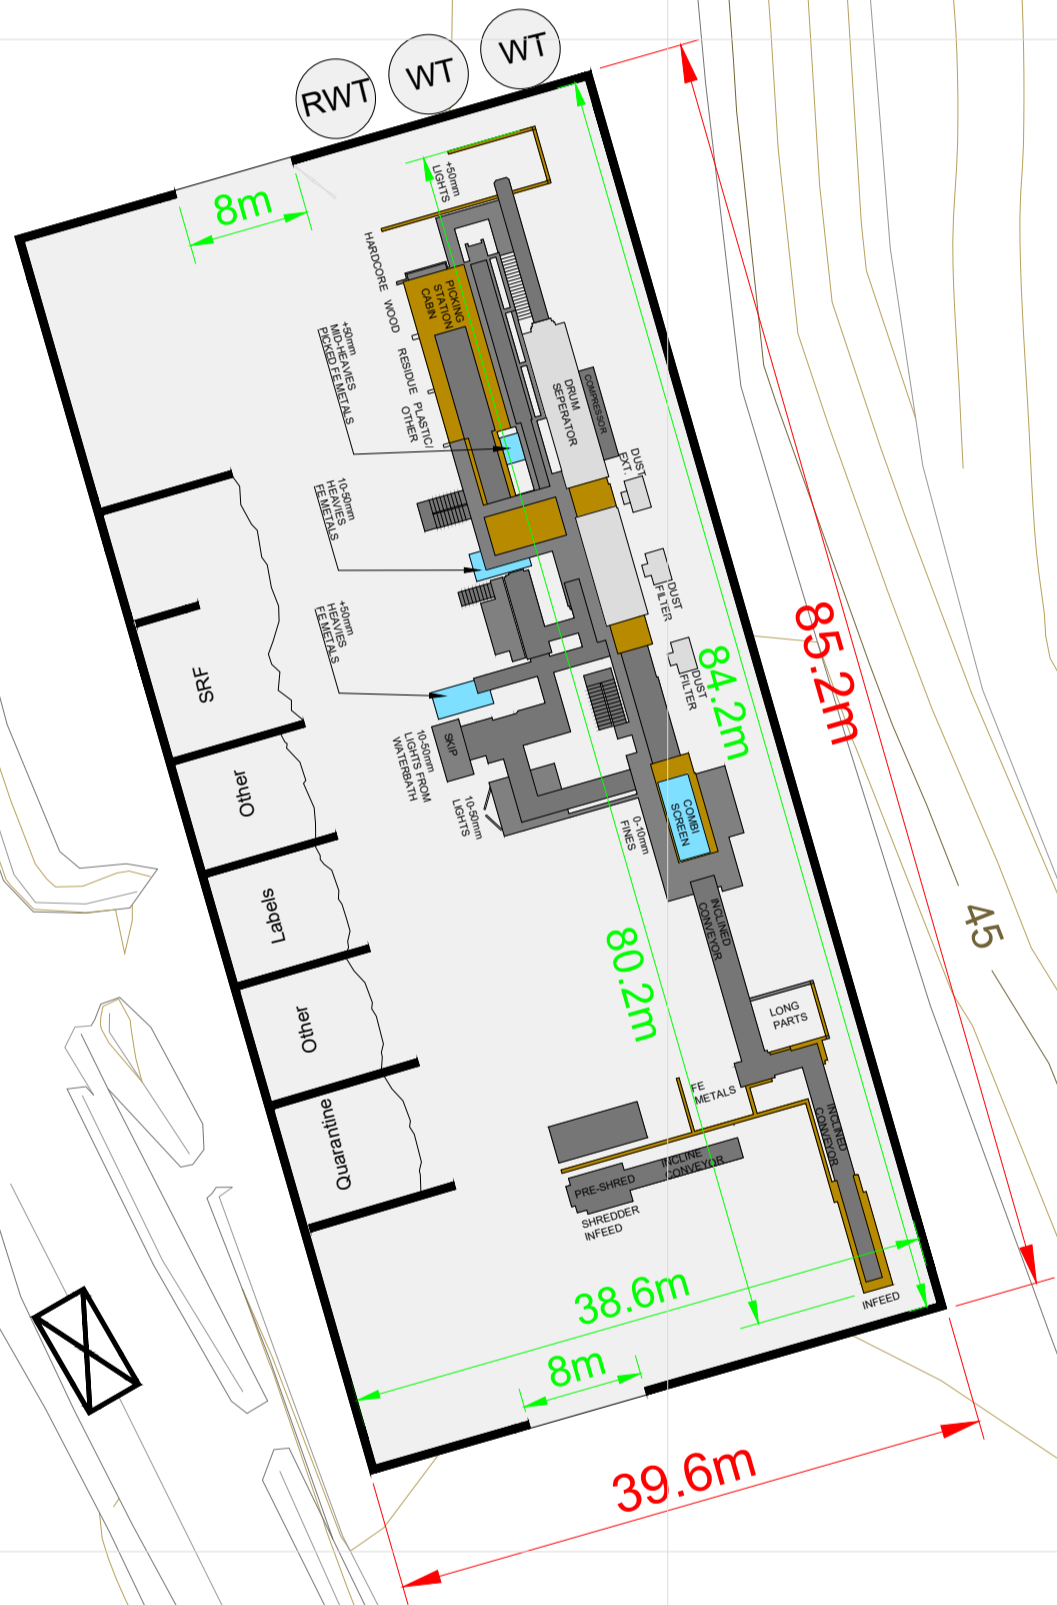 RWT
WT
WT
8m
+50mm
LIGHTS
HARDCORE
WOOD
RESIDUE
PLASTIC/
OTHER
PICKING
STATION
CABIN
+50mm
MID-HEAVIES
PICKED FE METALS
DRUM
SEPERATOR
COMPRESSOR
DUST
EXT.
10-50mm
HEAVIES
FE METALS
DUST
FILTER
+50mm
HEAVIES
FE METALS
DUST
FILTER
85.2m
84.2m
SRF
SKIP
10-50mm
LIGHTS FROM
WATERBATH
10-50mm
LIGHTS
0-10mm
FINES
COMBI
SCREEN
Other
Labels
INCLINED
CONVEYOR
45
80.2m
LONG
PARTS
Other
FE
METALS
INCLINED
CONVEYOR
Quarantine
INCLINE
CONVEYOR
PRE-SHRED
SHREDDER
INFEED
38.6m
INFEED
8m
39.6m